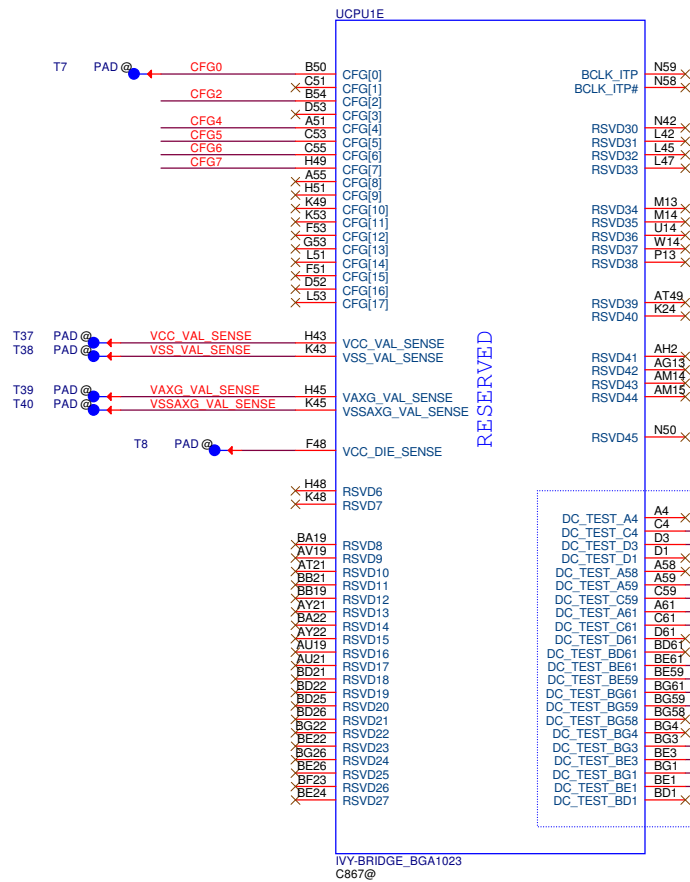 UCPU1E
T7 PAD @ CFG0 B50 CFG[0] BCLK_ITP N59
C51 CFG[1] BCLK_ITP# N58
CFG2 B54 CFG[2]
D53 CFG[3]
CFG4 A51 CFG[4] RSVD30 N42
CFG5 C53 CFG[5] RSVD31 L42
CFG6 C55 CFG[6] RSVD32 L45
CFG7 H49 CFG[7] RSVD33 L47
A55 CFG[8]
H51 CFG[9]
K49 CFG[10] RSVD34 M13
K53 CFG[11] RSVD35 M14
F53 CFG[12] RSVD36 U14
G53 CFG[13] RSVD37 W14
L51 CFG[14] RSVD38 P13
F51 CFG[15]
D52 CFG[16]
L53 CFG[17] RSVD39 AT49
RSVD40 K24
T37 PAD @ VCC_VAL_SENSE H43 VCC_VAL_SENSE
T38 PAD @ VSS_VAL_SENSE K43 VSS_VAL_SENSE RSVD41 AH2
RSVD42 AG13
RSVD43 AM14
T39 PAD @ VAXG_VAL_SENSE H45 VAXG_VAL_SENSE RSVD44 AM15
T40 PAD @ VSSAXG_VAL_SENSE K45 VSSAXG_VAL_SENSE
RESERVED
RSVD45 N50
T8 PAD @ F48 VCC_DIE_SENSE
H48 RSVD6
K48 RSVD7
DC_TEST_A4 A4
DC_TEST_C4 C4
BA19 RSVD8 DC_TEST_D3 D3
AV19 RSVD9 DC_TEST_D1 D1
AT21 RSVD10 DC_TEST_A58 A58
BB21 RSVD11 DC_TEST_A59 A59
BB19 RSVD12 DC_TEST_C59 C59
AY21 RSVD13 DC_TEST_A61 A61
BA22 RSVD14 DC_TEST_C61 C61
AY22 RSVD15 DC_TEST_D61 D61
AU19 RSVD16 DC_TEST_BD61 BD61
AU21 RSVD17 DC_TEST_BE61 BE61
BD21 RSVD18 DC_TEST_BE59 BE59
BD22 RSVD19 DC_TEST_BG61 BG61
BD25 RSVD20 DC_TEST_BG59 BG59
BD26 RSVD21 DC_TEST_BG58 BG58
BG22 RSVD22 DC_TEST_BG4 BG4
BE22 RSVD23 DC_TEST_BG3 BG3
BG26 RSVD24 DC_TEST_BE3 BE3
BE26 RSVD25 DC_TEST_BG1 BG1
BF23 RSVD26 DC_TEST_BE1 BE1
BE24 RSVD27 DC_TEST_BD1 BD1
IVY-BRIDGE_BGA1023
C867@